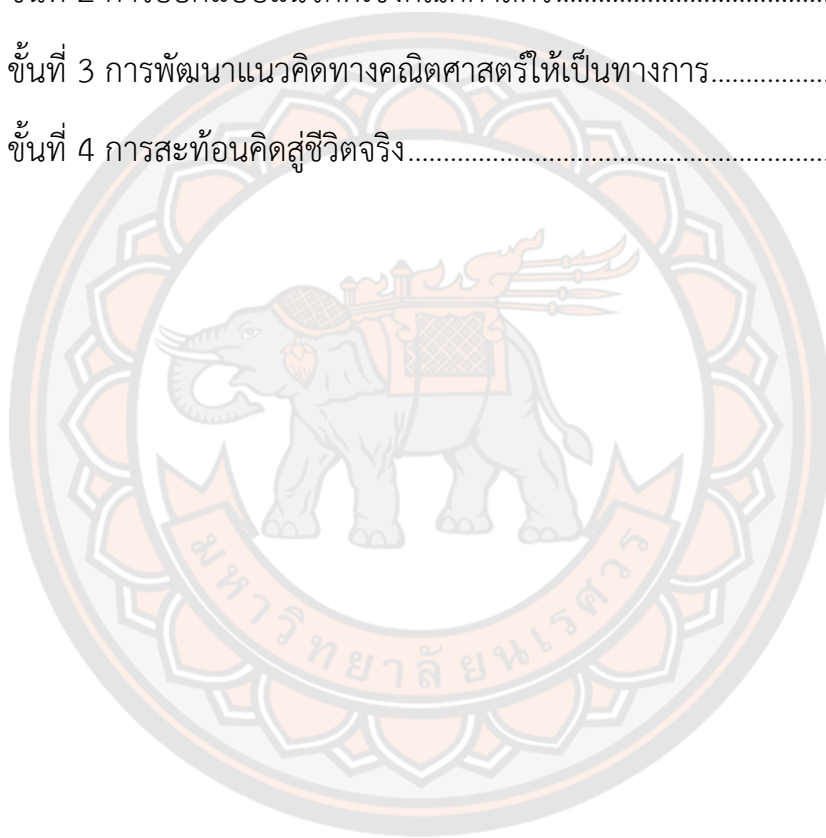 ขั้นที่ 3 การพัฒนาแนวคิดทางคณิตศาสตร์ให้เป็นทางการ
ขั้นที่ 4 การสะท้อนคิดสู่ชีวิตจริง
มหาวิทยาลัยนเรศวร